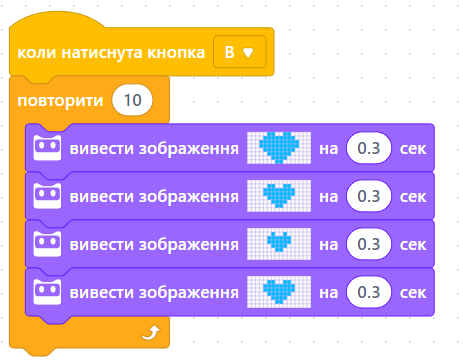 коли натиснута кнопка B
повторити 10
вивести зображення на 0.3 сек
вивести зображення на 0.3 сек
вивести зображення на 0.3 сек
вивести зображення на 0.3 сек